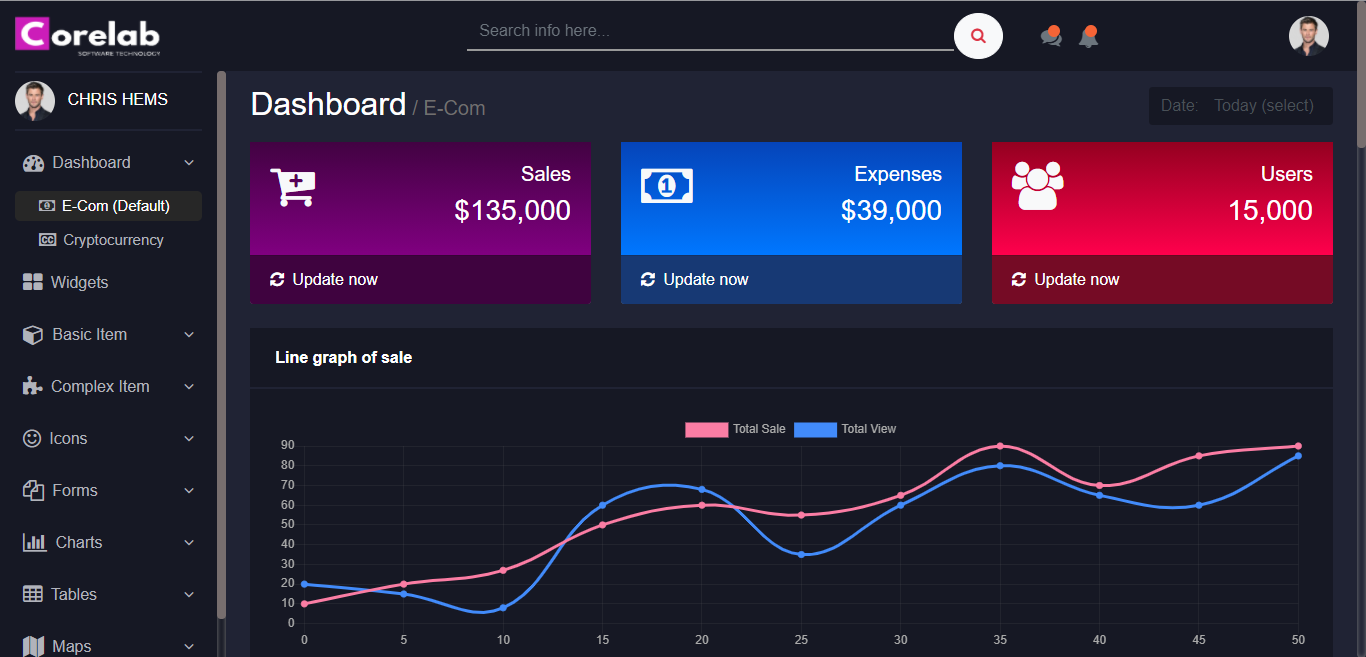 Corelab
SOFTWARE TECHNOLOGY
Search info here...
CHRIS HEMS
Dashboard
E-Com (Default)
Cryptocurrency
Widgets
Basic Item
Complex Item
Icons
Forms
Charts
Tables
Maps
Dashboard / E-Com
Date: Today (select)
Sales
$135,000
Update now
1
Expenses
$39,000
Update now
Users
15,000
Update now
Line graph of sale
Total Sale Total View
90
80
70
60
50
40
30
20
10
0
0 5 10 15 20 25 30 35 40 45 50